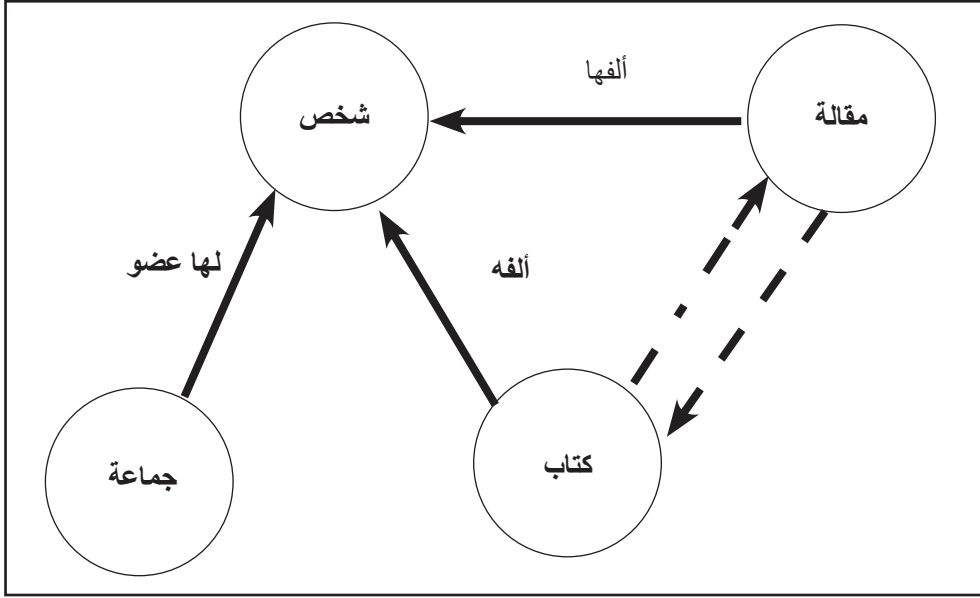 ألفها
مقالة
شخص
ألفه
لها عضو
كتاب
جماعة